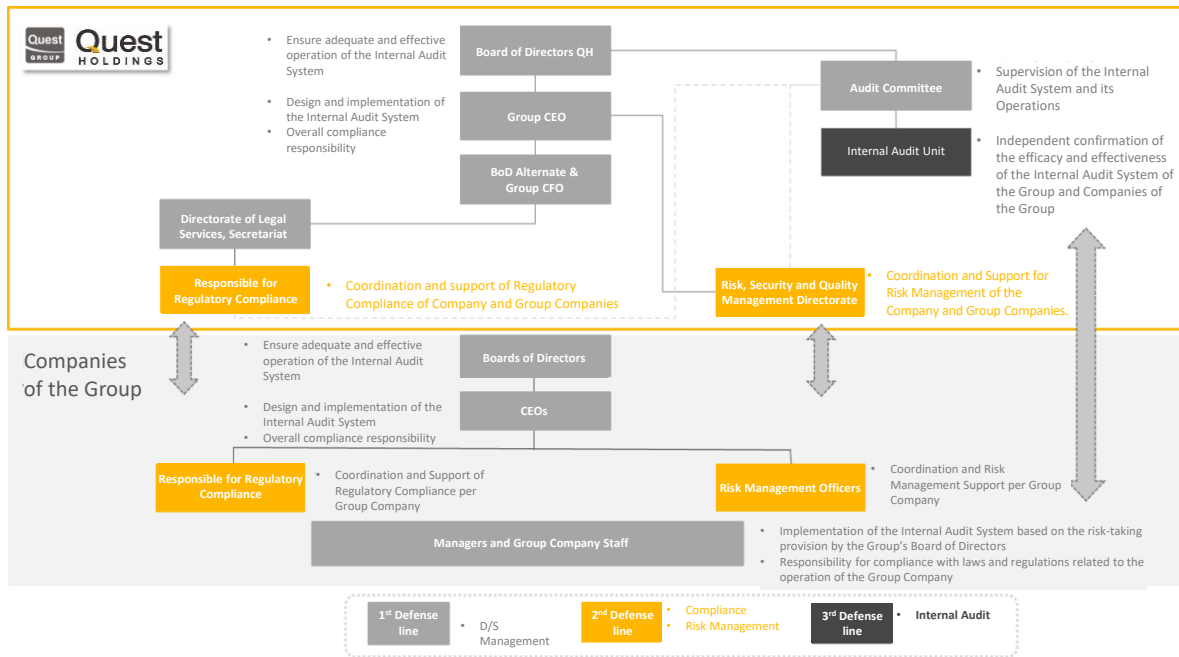 Quest
GROUP
Quest
HOLDINGS
• Ensure adequate and effective
operation of the Internal Audit
System
Board of Directors QH
• Design and implementation of
the Internal Audit System
• Overall compliance
responsibility
Group CEO
BoD Alternate &
Group CFO
Audit Committee
• Supervision of the Internal
Audit System and its
Operations
Internal Audit Unit
• Independent confirmation of
the efficacy and effectiveness
of the Internal Audit System of
the Group and Companies of
the Group
Directorate of Legal
Services, Secretariat
Responsible for
Regulatory Compliance
• Coordination and support of Regulatory
Compliance of Company and Group Companies
Risk, Security and Quality
Management Directorate
• Coordination and Support for
Risk Management of the
Company and Group Companies.
Companies
of the Group
• Ensure adequate and effective
operation of the Internal Audit
System
Boards of Directors
• Design and implementation of the
Internal Audit System
• Overall compliance responsibility
CEOs
Responsible for Regulatory
Compliance
• Coordination and Support of
Regulatory Compliance per
Group Company
Risk Management Officers
• Coordination and Risk
Management Support per Group
Company
Managers and Group Company Staff
• Implementation of the Internal Audit System based on the risk-taking
provision by the Group's Board of Directors
• Responsibility for compliance with laws and regulations related to the
operation of the Group Company
1st Defense
line
• D/S
Management
2nd Defense
line
• Compliance
• Risk Management
3rd Defense
line
• Internal Audit